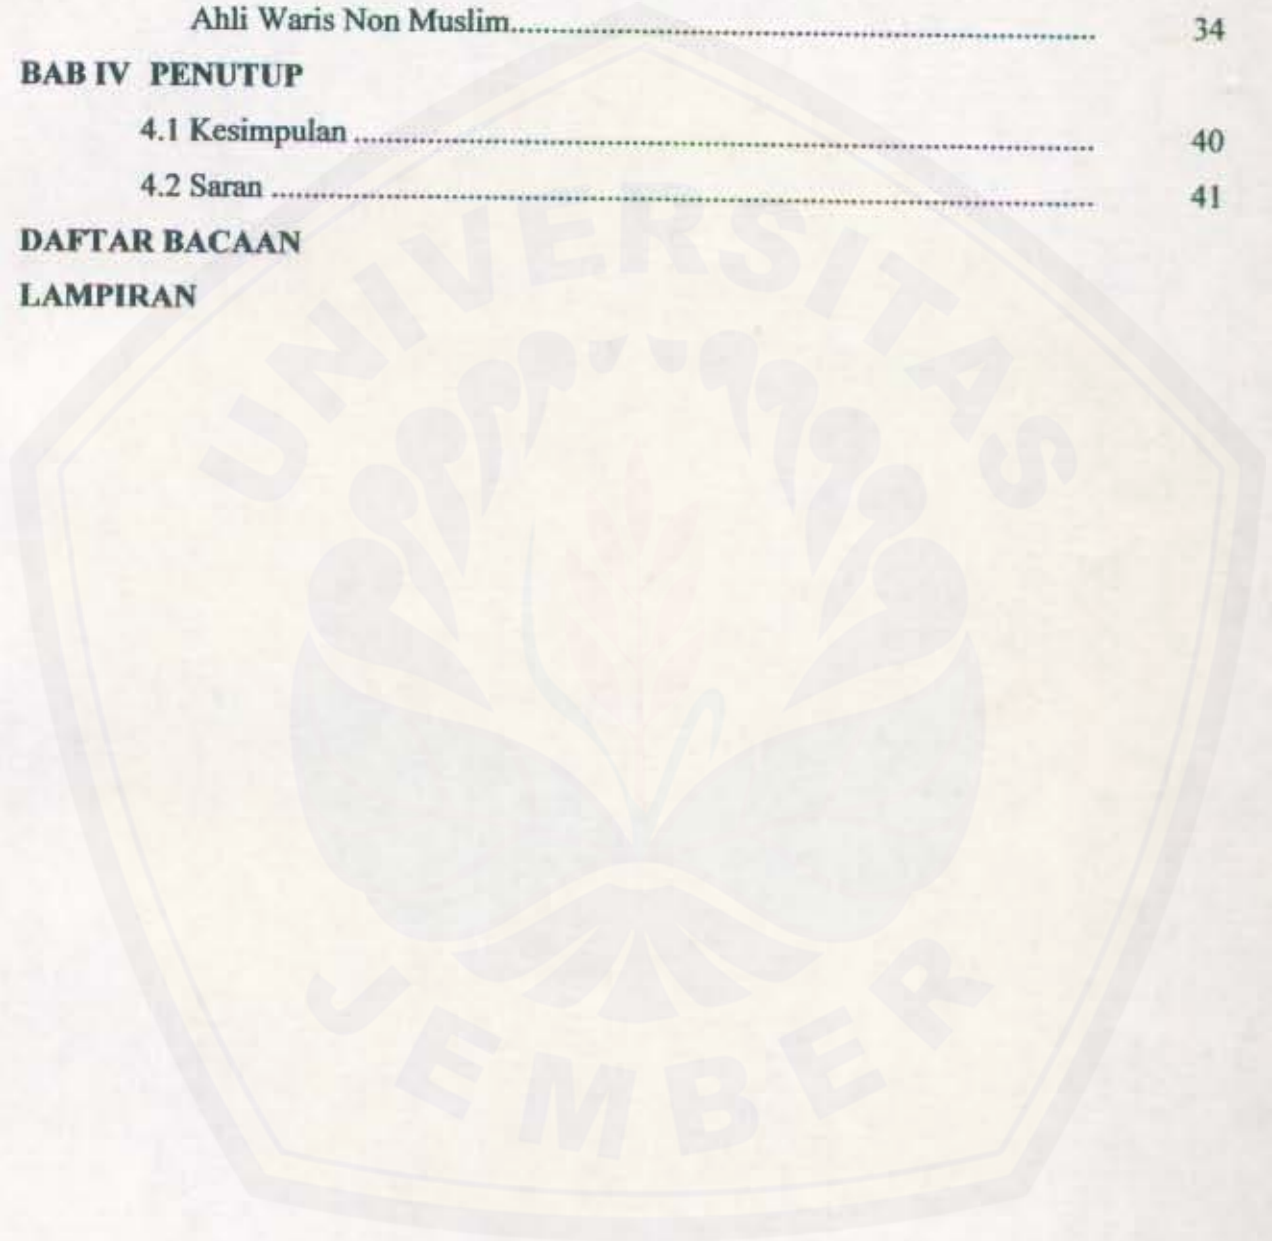 Ahli Waris Non Muslim.......................................................................... 34
BAB IV PENUTUP
4.1 Kesimpulan .......................................................................... 40
4.2 Saran .......................................................................... 41
DAFTAR BACAAN
LAMPIRAN
UNIVERSITAS
JEMBER